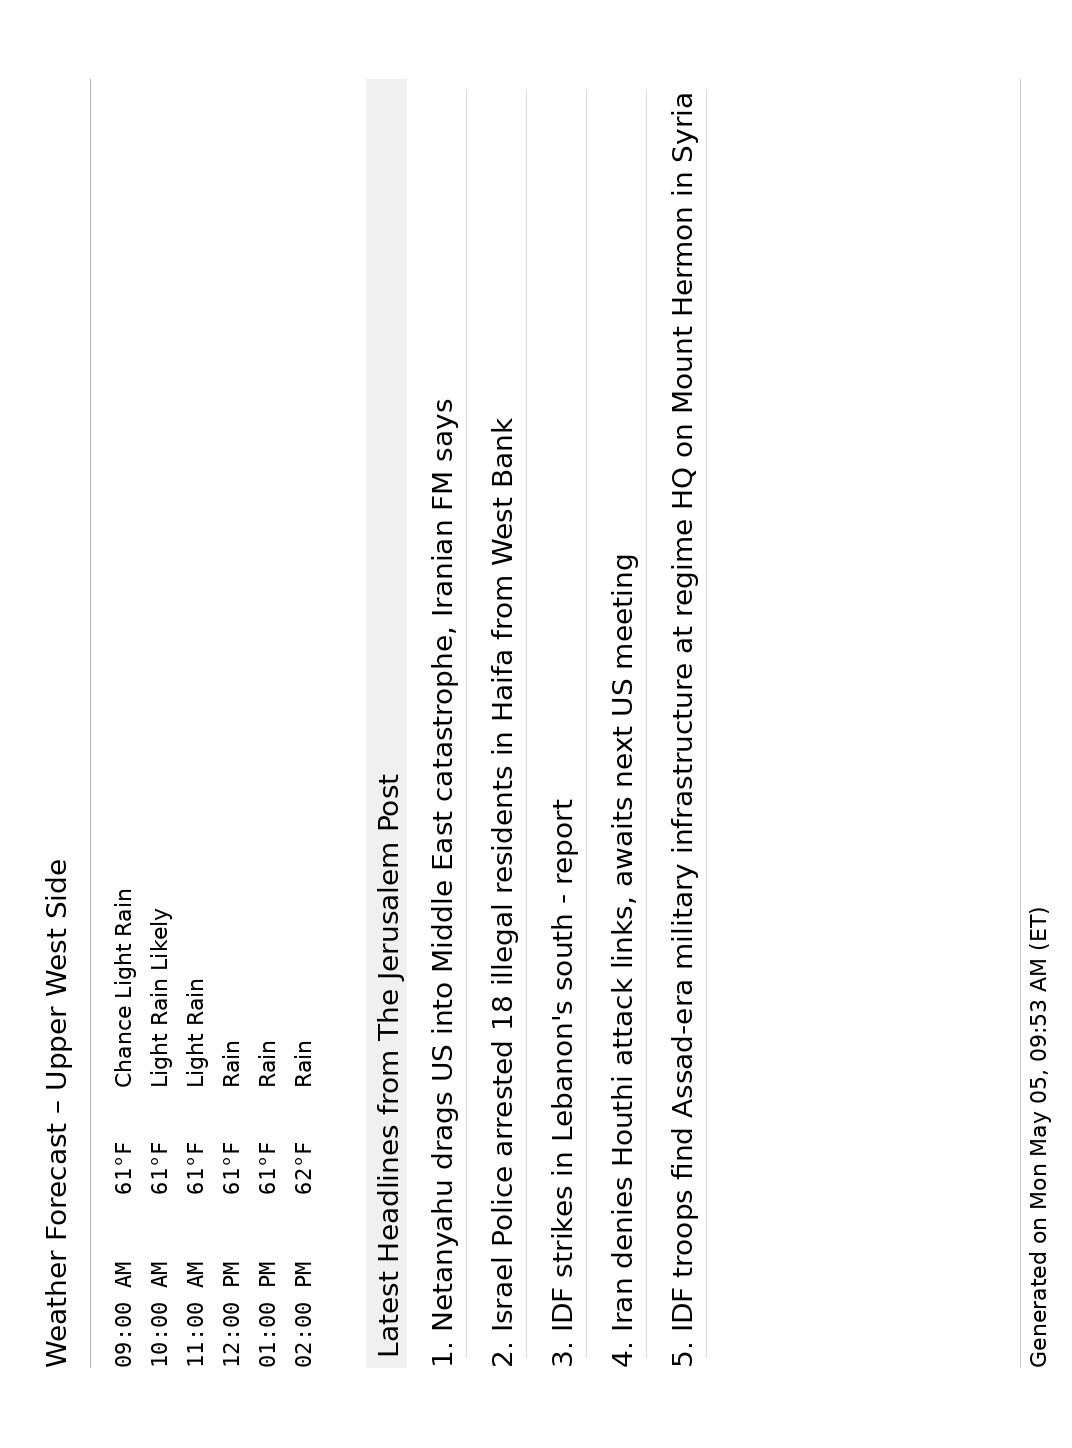 Weather Forecast – Upper West Side
09:00 AM 61°F Chance Light Rain
10:00 AM 61°F Light Rain Likely
11:00 AM 61°F Light Rain
12:00 PM 61°F Rain
01:00 PM 61°F Rain
02:00 PM 62°F Rain
Latest Headlines from The Jerusalem Post
1. Netanyahu drags US into Middle East catastrophe, Iranian FM says
2. Israel Police arrested 18 illegal residents in Haifa from West Bank
3. IDF strikes in Lebanon's south - report
4. Iran denies Houthi attack links, awaits next US meeting
5. IDF troops find Assad-era military infrastructure at regime HQ on Mount Hermon in Syria
Generated on Mon May 05, 09:53 AM (ET)